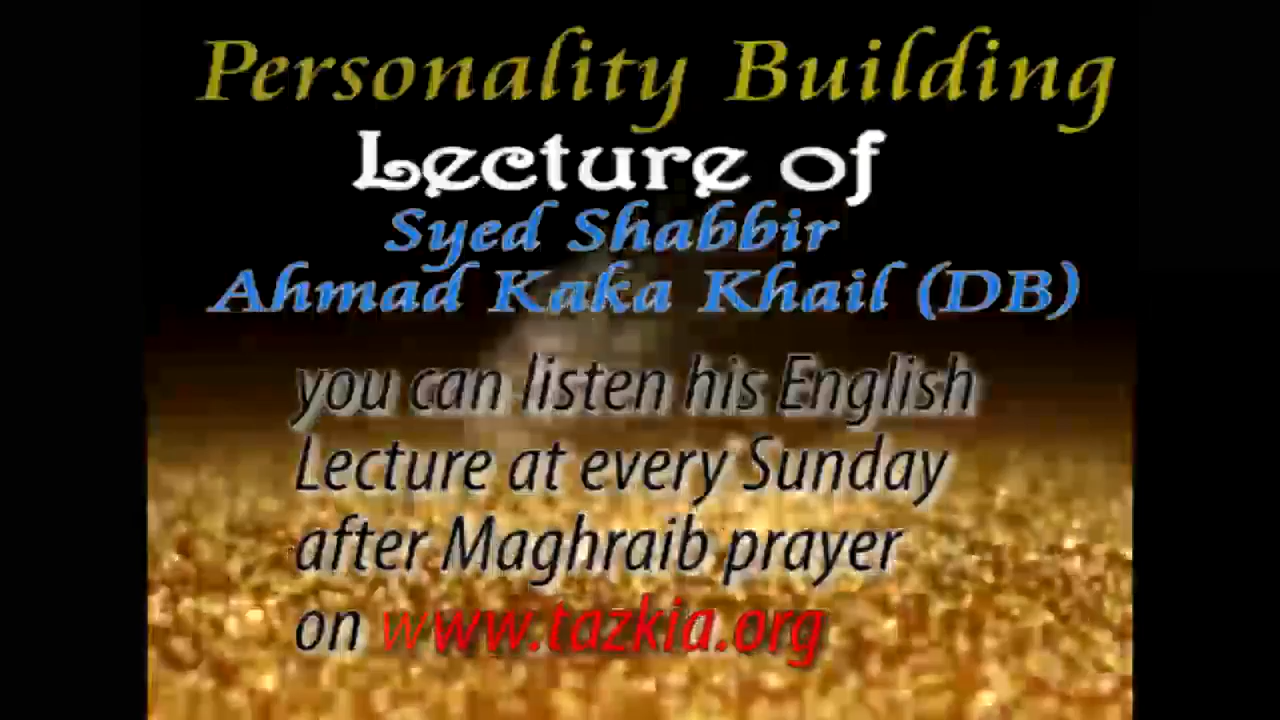 Personality Building
Lecture of
Syed Shabbir
Ahmad Kaka Khail (DB)
you can listen his English
Lecture at every Sunday
after Maghraib prayer
on www.tazkia.org